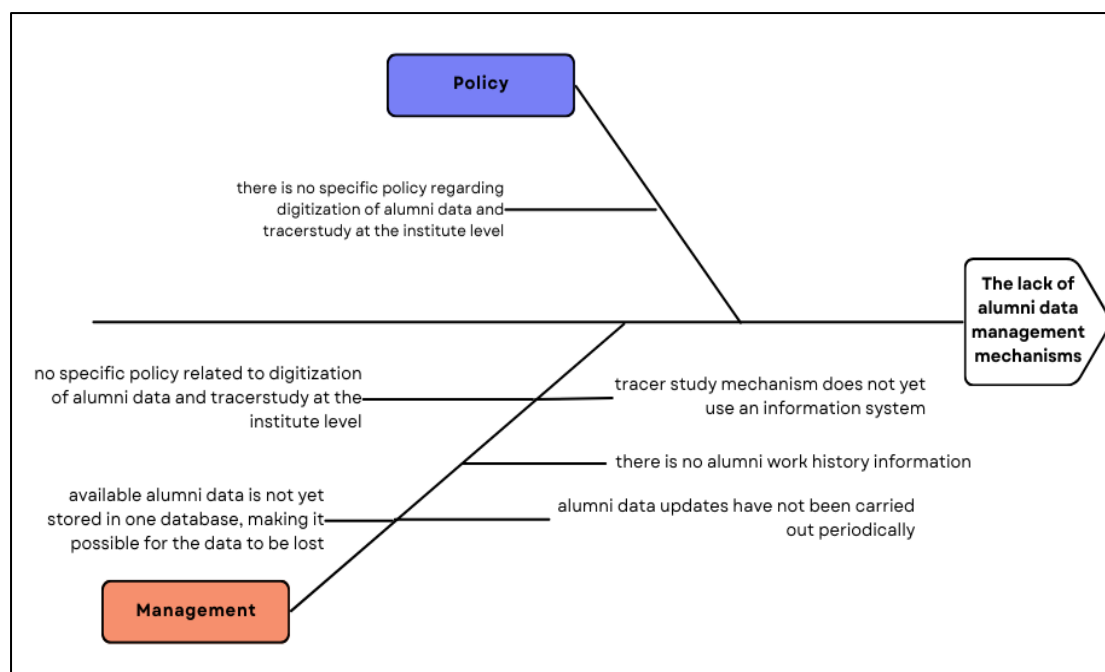 Policy
there is no specific policy regarding
digitization of alumni data and
tracerstudy at the institute level
The lack of
alumni data
management
mechanisms
no specific policy related to digitization
of alumni data and tracerstudy at the
institute level
tracer study mechanism does not yet
use an information system
there is no alumni work history information
available alumni data is not yet
stored in one database, making it
possible for the data to be lost
alumni data updates have not been carried
out periodically
Management